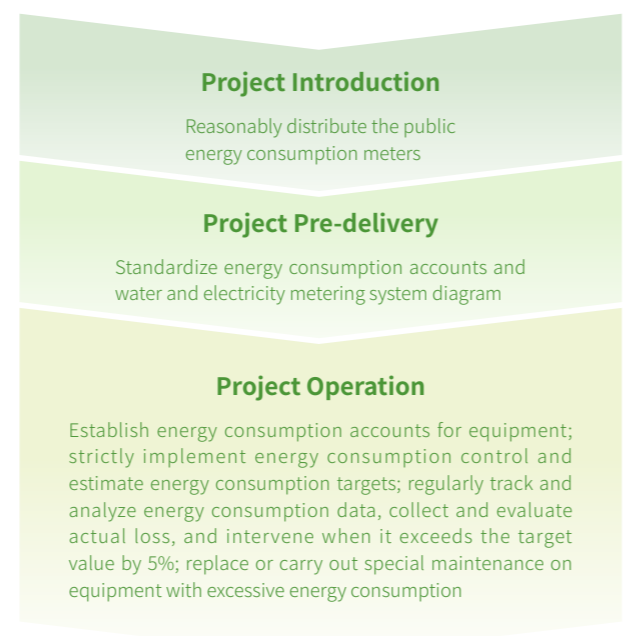 Project Introduction
Reasonably distribute the public
energy consumption meters
Project Pre-delivery
Standardize energy consumption accounts and
water and electricity metering system diagram
Project Operation
Establish energy consumption accounts for equipment;
strictly implement energy consumption control and
estimate energy consumption targets; regularly track and
analyze energy consumption data, collect and evaluate
actual loss, and intervene when it exceeds the target
value by 5%; replace or carry out special maintenance on
equipment with excessive energy consumption